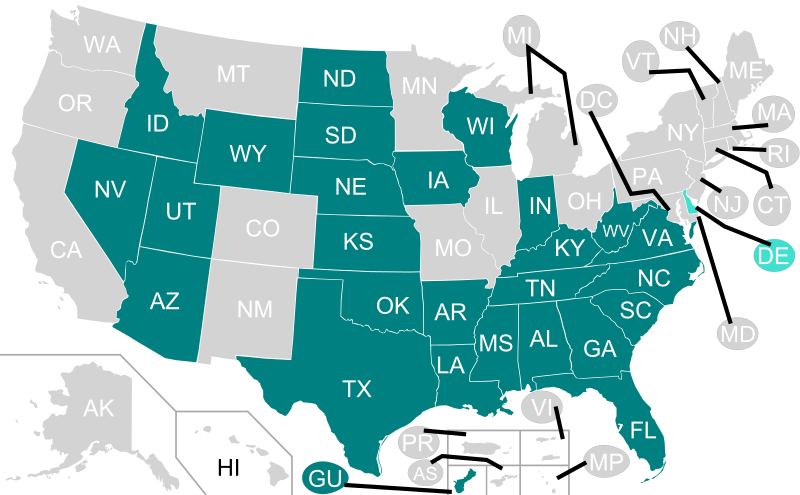 WA
MT
ND
MN
MI
NH
VT
ME
OR
ID
SD
WI
DC
MA
WY
NY
RI
NV
NE
IA
PA
UT
IL
IN
OH
NJ
CT
CO
KS
MO
KY
WV
VA
DE
CA
AZ
NM
OK
AR
TN
NC
SC
MD
MS
AL
GA
LA
TX
FL
AK
HI
VI
PR
GU
AS
MP